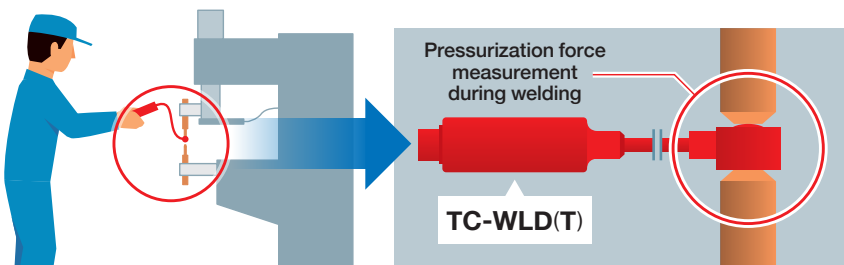 Pressurization force
measurement
during welding
TC-WLD(T)